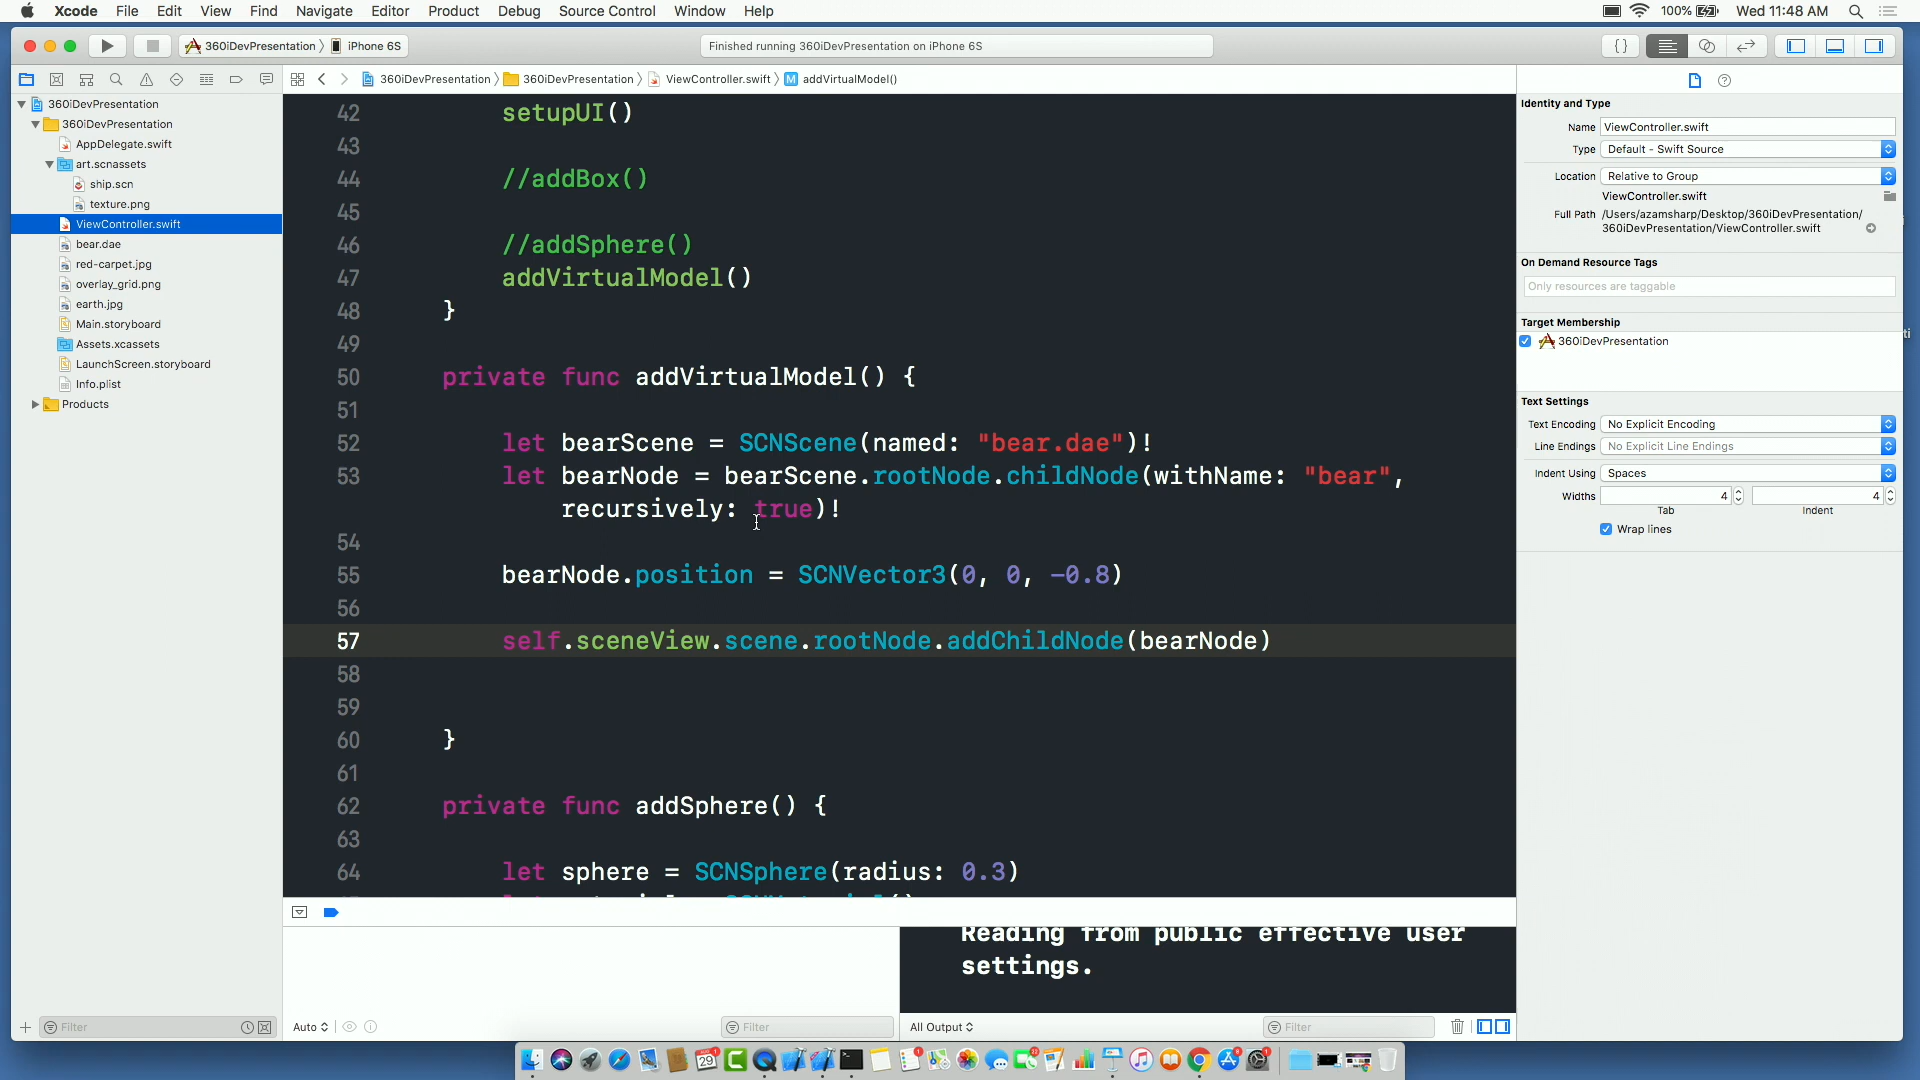 Xcode File Edit View Find Navigate Editor Product Debug Source Control Window Help 100% Wed 11:48 AM
360iDevPresentation iPhone 6S Finished running 360iDevPresentation on iPhone 6S {}
360iDevPresentation 360iDevPresentation ViewController.swift M addVirtualModel()
360iDevPresentation
360iDevPresentation
AppDelegate.swift
art.scnassets
ship.scn
texture.png
ViewController.swift
bear.dae
red-carpet.jpg
overlay_grid.png
earth.jpg
Main.storyboard
Assets.xcassets
LaunchScreen.storyboard
Info.plist
Products
Filter
42 setupUI()
43
44 //addBox()
45
46 //addSphere()
47 addVirtualModel()
48 }
49
50 private func addVirtualModel() {
51
52 let bearScene = SCNScene(named: "bear.dae")!
53 let bearNode = bearScene.rootNode.childNode(withName: "bear",
recursively: true)!
54
55 bearNode.position = SCNVector3(0, 0, -0.8)
56
57 self.sceneView.scene.rootNode.addChildNode(bearNode)
58
59
60 }
61
62 private func addSphere() {
63
64 let sphere = SCNSphere(radius: 0.3)
Reading from public effective user
settings.
Auto Filter All Output Filter
Identity and Type
Name ViewController.swift
Type Default - Swift Source
Location Relative to Group
ViewController.swift
Full Path /Users/azamsharp/Desktop/360iDevPresentation/
360iDevPresentation/ViewController.swift
On Demand Resource Tags
Only resources are taggable
Target Membership
360iDevPresentation
Text Settings
Text Encoding No Explicit Encoding
Line Endings No Explicit Line Endings
Indent Using Spaces
Widths 4 4
Tab Indent
Wrap lines